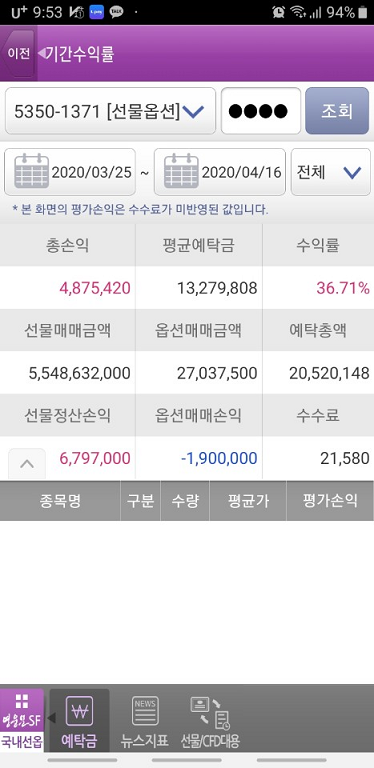 U+ 9:53 94%
이전 기간수익률
5350-1371 [선물옵션] ●●●● 조회
2020/03/25 ~ 2020/04/16 전체
* 본 화면의 평가손익은 수수료가 미반영된 값입니다.
총손익 평균예탁금 수익률
4,875,420 13,279,808 36.71%
선물매매금액 옵션매매금액 예탁총액
5,548,632,000 27,037,500 20,520,148
선물정산손익 옵션매매손익 수수료
6,797,000 -1,900,000 21,580
종목명 구분 수량 평균가 평가손익
영웅문SF NEWS
국내선옵 예탁금 뉴스지표 선물/CFD대용